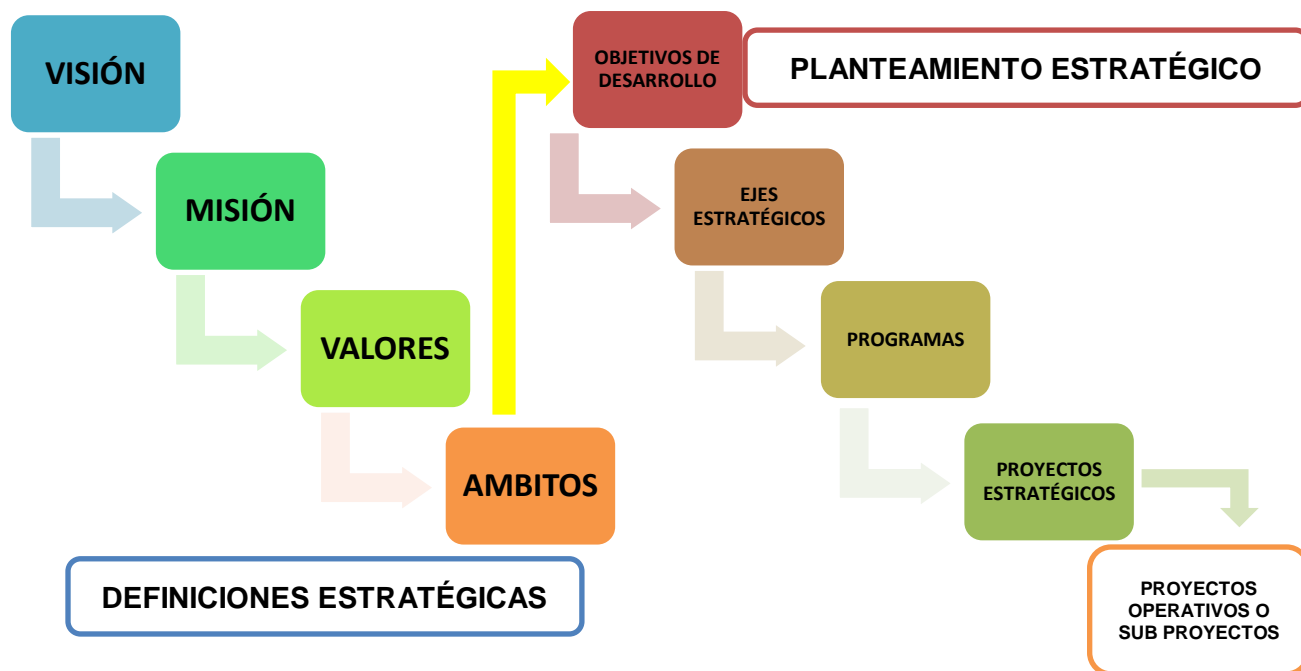 VISIÓN
MISIÓN
VALORES
AMBITOS
DEFINICIONES ESTRATÉGICAS
OBJETIVOS DE
DESARROLLO
PLANTEAMIENTO ESTRATÉGICO
EJES
ESTRATÉGICOS
PROGRAMAS
PROYECTOS
ESTRATÉGICOS
PROYECTOS
OPERATIVOS O
SUB PROYECTOS